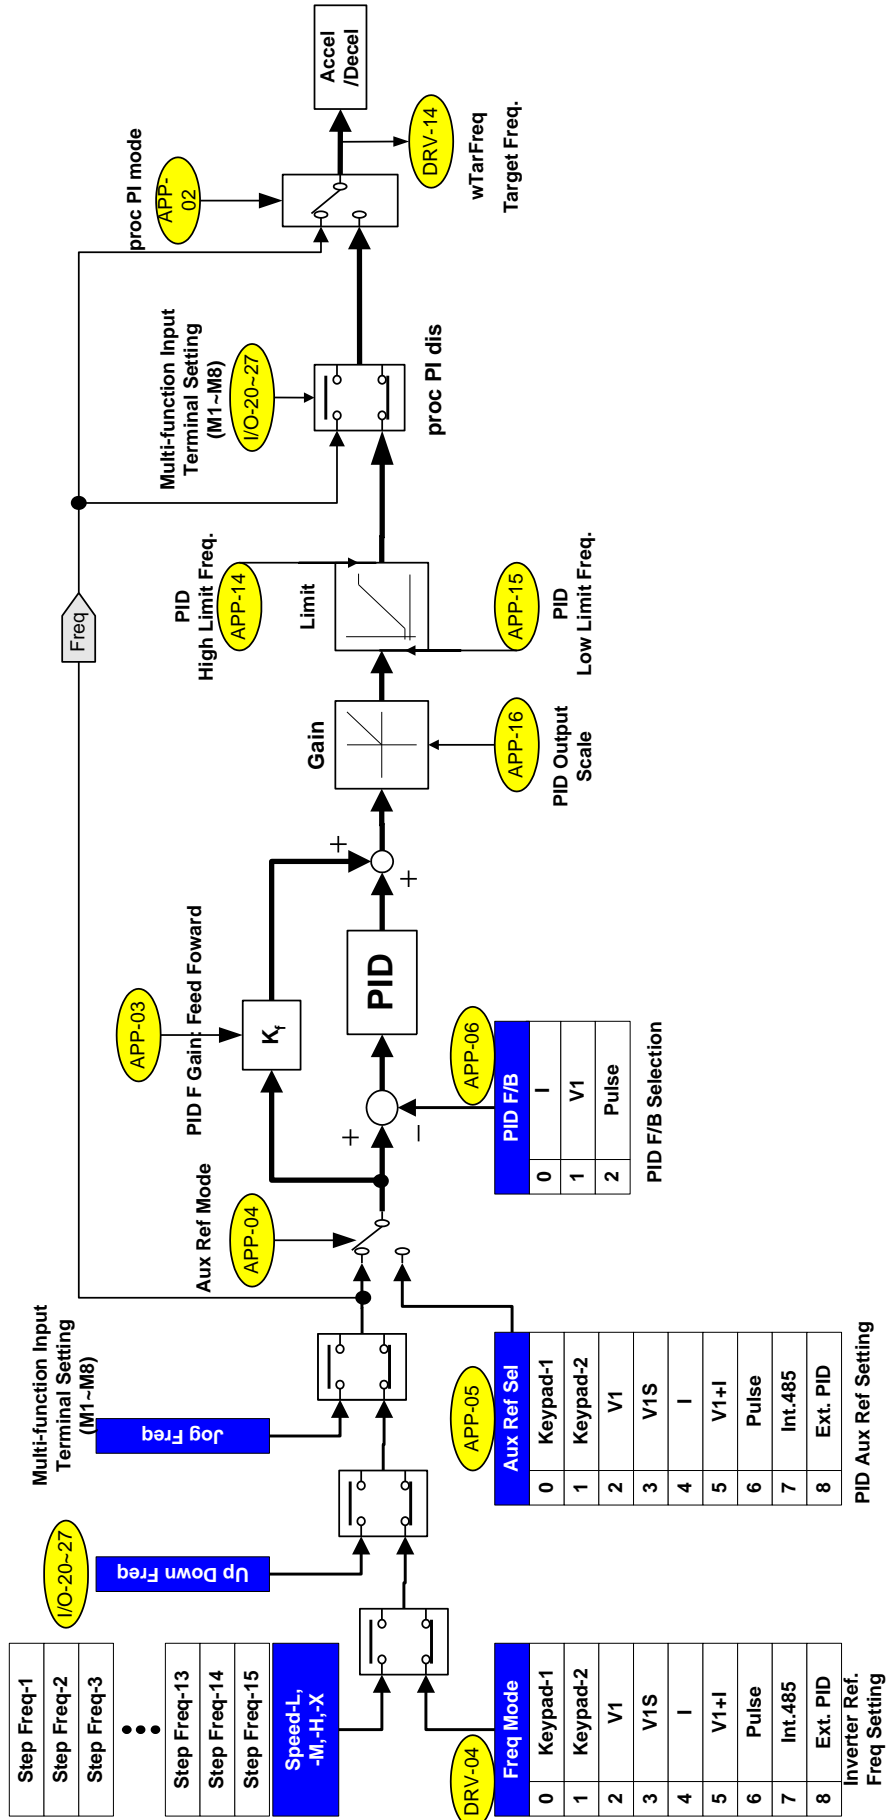 Step Freq-1
Step Freq-2
Step Freq-3
Step Freq-13
Step Freq-14
Step Freq-15
Speed-L,
-M,-H,-X
DRV-04
Freq Mode
0 Keypad-1
1 Keypad-2
2 V1
3 V1S
4 I
5 V1+I
6 Pulse
7 Int.485
8 Ext. PID
Inverter Ref.
Freq Setting
I/O-20~27
Up Down Freq
Multi-function Input
Terminal Setting
(M1~M8)
Jog Freq
APP-05
Aux Ref Sel
0 Keypad-1
1 Keypad-2
2 V1
3 V1S
4 I
5 V1+I
6 Pulse
7 Int.485
8 Ext. PID
PID Aux Ref Setting
Aux Ref Mode
APP-04
APP-03
PID F Gain: Feed Foward
Kf
+
−
PID
+
+
APP-06
PID F/B
0 I
1 V1
2 Pulse
PID F/B Selection
Gain
APP-16
PID Output
Scale
Freq
PID
High Limit Freq.
APP-14
Limit
APP-15
PID
Low Limit Freq.
Multi-function Input
Terminal Setting
(M1~M8)
I/O-20~27
proc PI dis
proc PI mode
APP-
02
Accel
/Decel
DRV-14
wTarFreq
Target Freq.